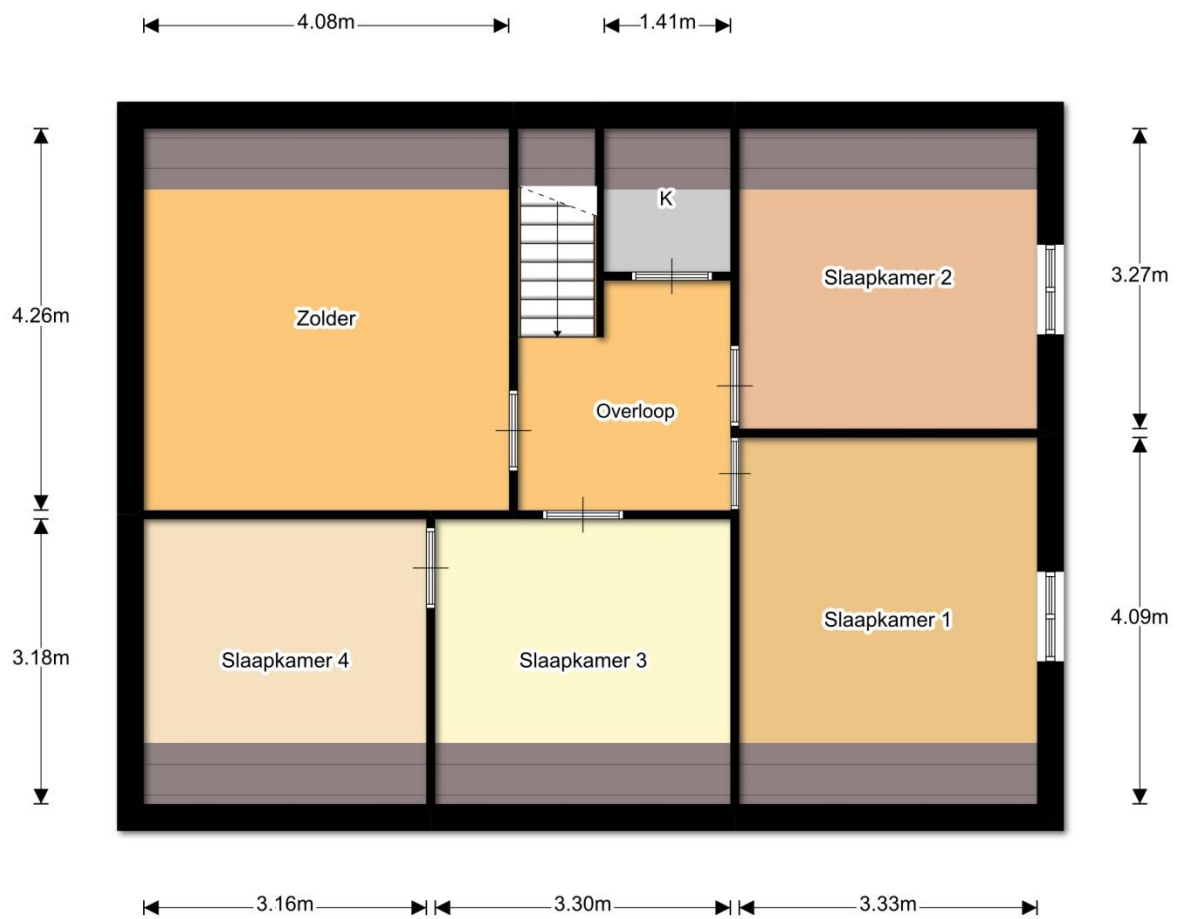 4.08m
1.41m
K
Slaapkamer 2
3.27m
4.26m
Zolder
Overloop
Slaapkamer 1
4.09m
3.18m
Slaapkamer 4
Slaapkamer 3
3.16m
3.30m
3.33m